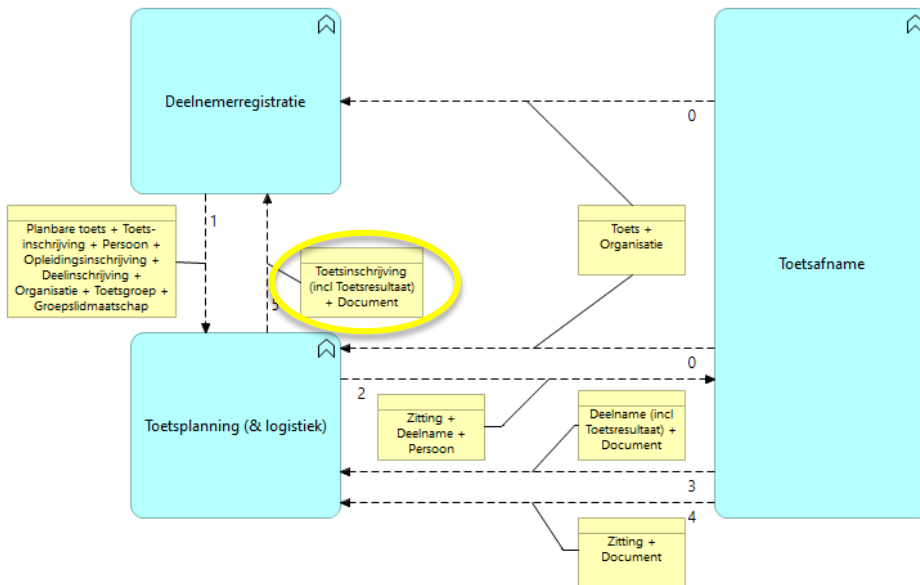 Deelnemerregistratie
0
1
Planbare toets + Toets-
inschrijving + Persoon +
Opleidingsinschrijving +
Deelinschrijving +
Organisatie + Toetsgroep +
Groepslidmaatschap
Toetsinschrijving
(incl Toetsresultaat)
+ Document
5
Toets +
Organisatie
Toetsafname
0
2
Toetsplanning (& logistiek)
Zitting +
Deelname +
Persoon
Deelname (incl
Toetsresultaat) +
Document
3
4
Zitting +
Document